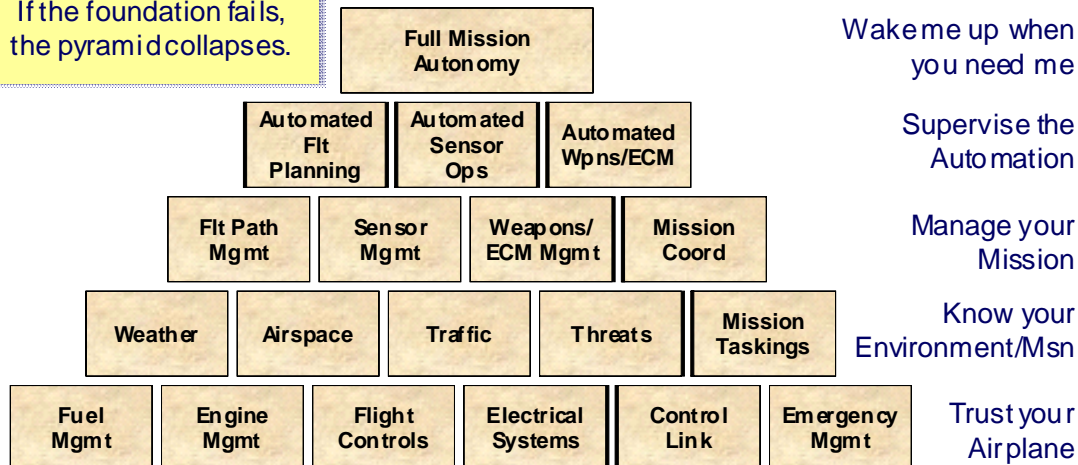 If the foundation fails,
the pyramid collapses.
Full Mission
Autonomy
Wake me up when
you need me
Automated
Flt
Planning
Automated
Sensor
Ops
Automated
Wpns/ECM
Supervise the
Automation
Flt Path
Mgmt
Sensor
Mgmt
Weapons/
ECM Mgmt
Mission
Coord
Manage your
Mission
Weather
Airspace
Traffic
Threats
Mission
Taskings
Know your
Environment/Msn
Fuel
Mgmt
Engine
Mgmt
Flight
Controls
Electrical
Systems
Control
Link
Emergency
Mgmt
Trust your
Airplane